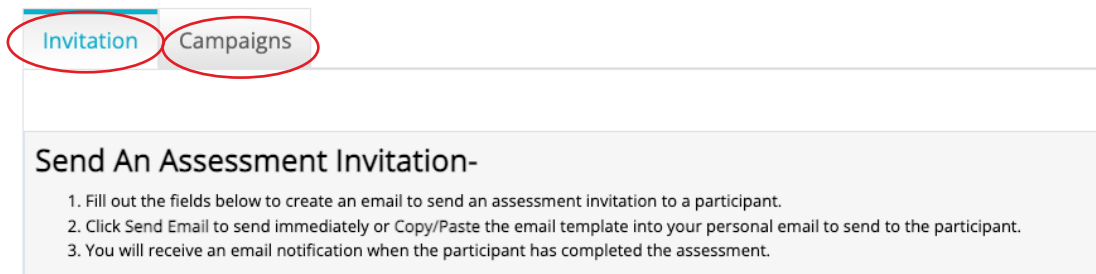 Invitation Campaigns
Send An Assessment Invitation-
1. Fill out the fields below to create an email to send an assessment invitation to a participant.
2. Click Send Email to send immediately or Copy/Paste the email template into your personal email to send to the participant.
3. You will receive an email notification when the participant has completed the assessment.